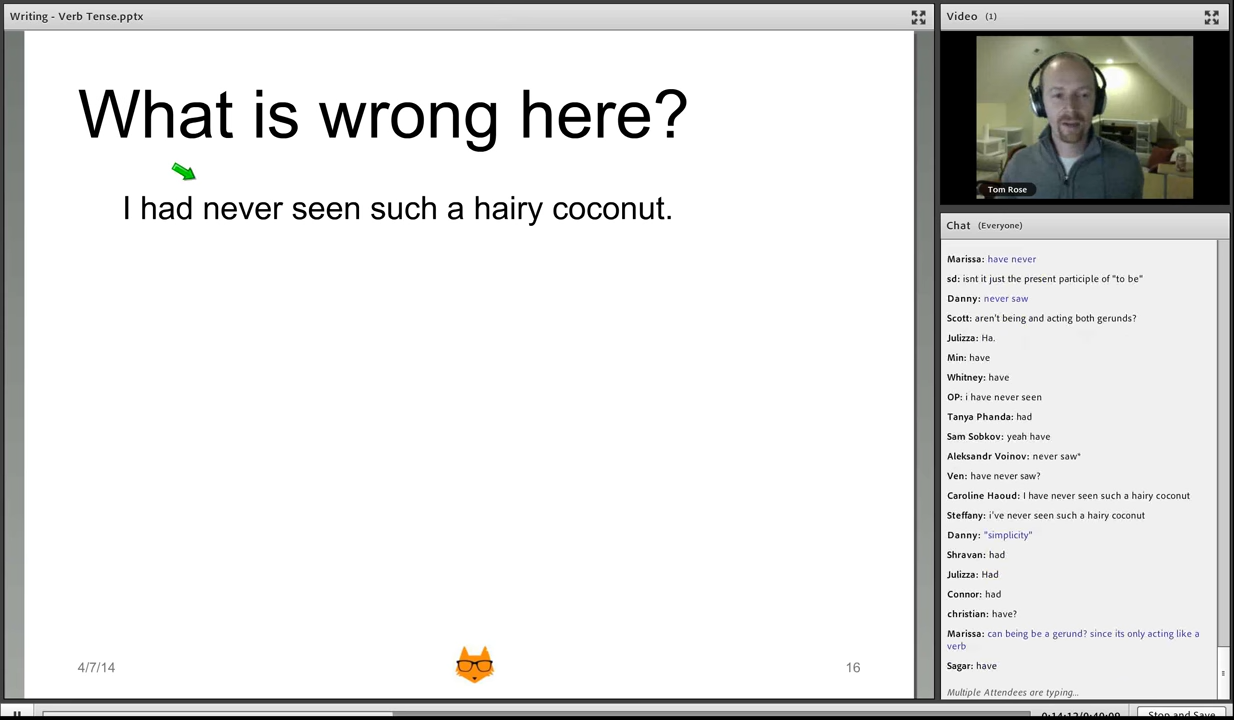 Writing - Verb Tense.pptx
What is wrong here?
I had never seen such a hairy coconut.
4/7/14
16
Video (1)
Tom Rose
Chat (Everyone)
Marissa: have never
sd: isnt it just the present participle of "to be"
Danny: never saw
Scott: aren't being and acting both gerunds?
Julizza: Ha.
Min: have
Whitney: have
OP: i have never seen
Tanya Phanda: had
Sam Sobkov: yeah have
Aleksandr Voinov: never saw*
Ven: have never saw?
Caroline Haoud: I have never seen such a hairy coconut
Steffany: i've never seen such a hairy coconut
Danny: "simplicity"
Shravan: had
Julizza: Had
Connor: had
christian: have?
Marissa: can being be a gerund? since its only acting like a
verb
Sagar: have
Multiple Attendees are typing...
Stop and Save